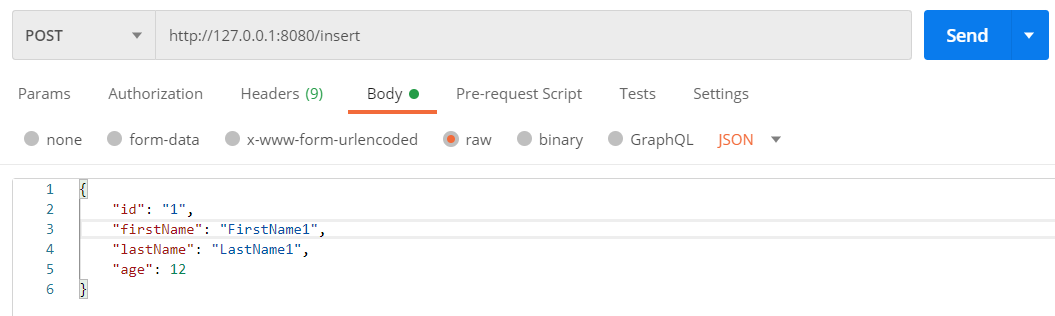 POST http://127.0.0.1:8080/insert Send
Params Authorization Headers (9) Body Pre-request Script Tests Settings
none form-data x-www-form-urlencoded raw binary GraphQL JSON
1 {
2 "id": "1",
3 "firstName": "FirstName1",
4 "lastName": "LastName1",
5 "age": 12
6 }